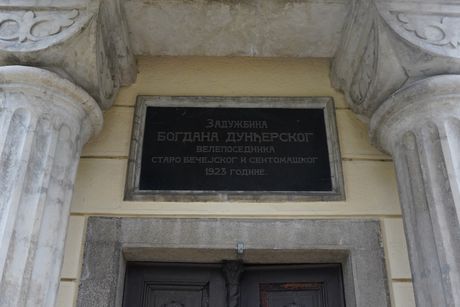 Задужбина
БОГДАНА ДУНЂЕРСКОГ
ВЕЛЕПОСЕДНИКА
СТАРО БЕЧЕЈСКОГ И СЕНТОМАШКОГ
1923 ГОДИНЕ.